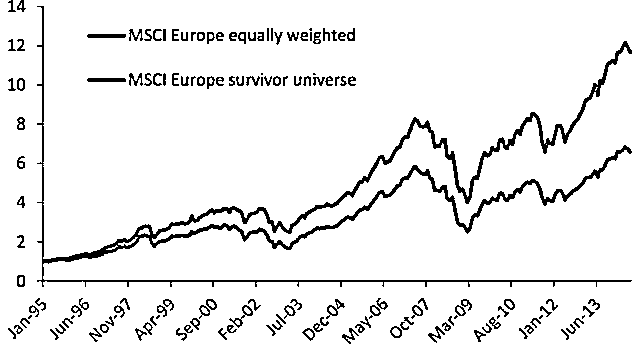 14
12
10
8
6
4
2
0
MSCI Europe equally weighted
MSCI Europe survivor universe
Jan-95
Jun-96
Nov-97
Apr-99
Sep-00
Feb-02
Jul-03
Dec-04
May-06
Oct-07
Mar-09
Aug-10
Jan-12
Jun-13